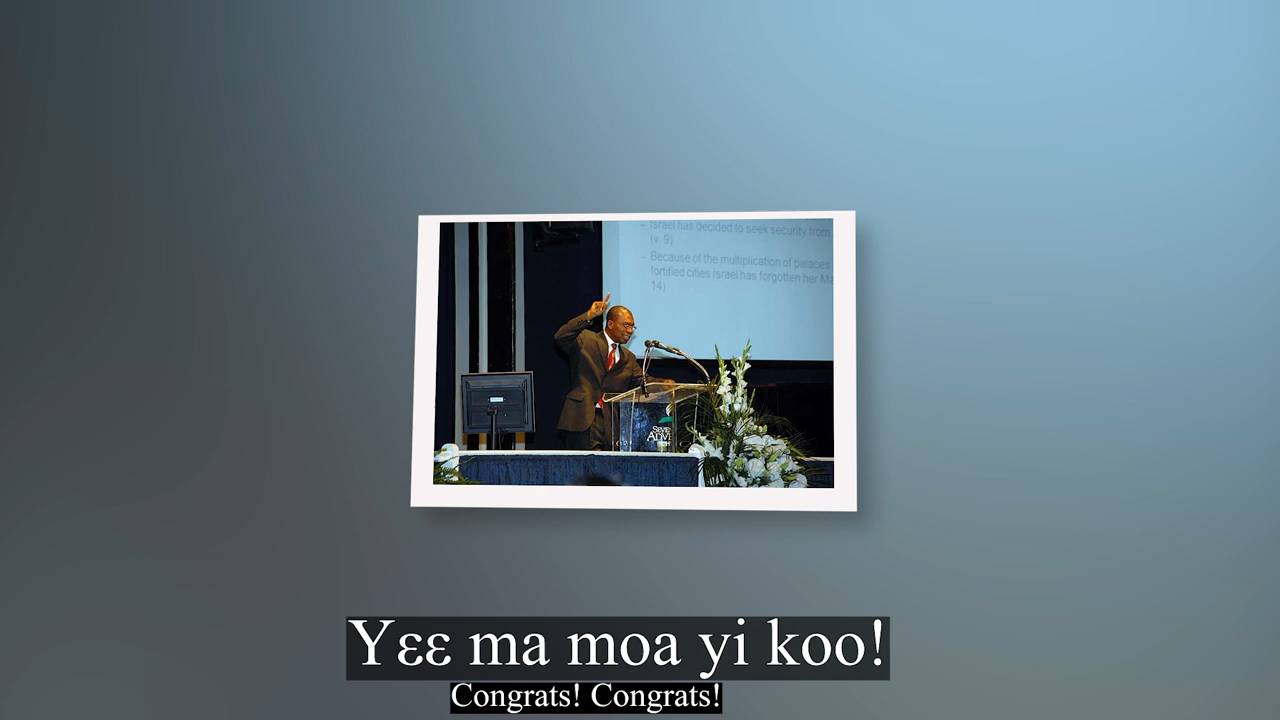 – Israel has decided to seek security from
(v. 9)
– Because of the multiplication of palaces
fortified cities Israel has forgotten her
14)
Yɛɛ ma moa yi koo!
Congrats! Congrats!